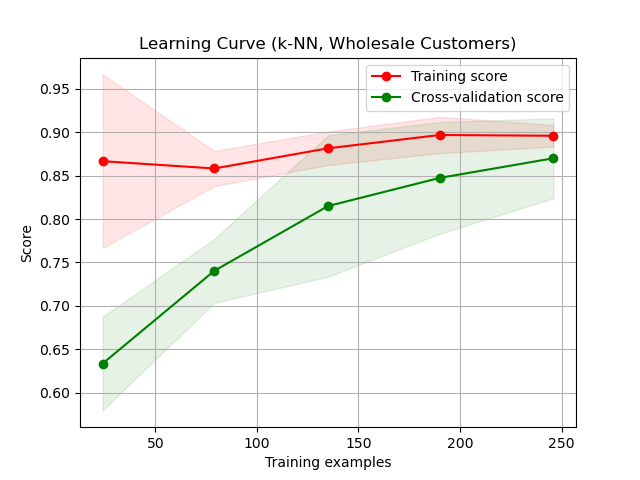 Learning Curve (k-NN, Wholesale Customers)
Training score
Cross-validation score
0.95
0.90
0.85
0.80
0.75
0.70
0.65
0.60
Score
50 100 150 200 250
Training examples